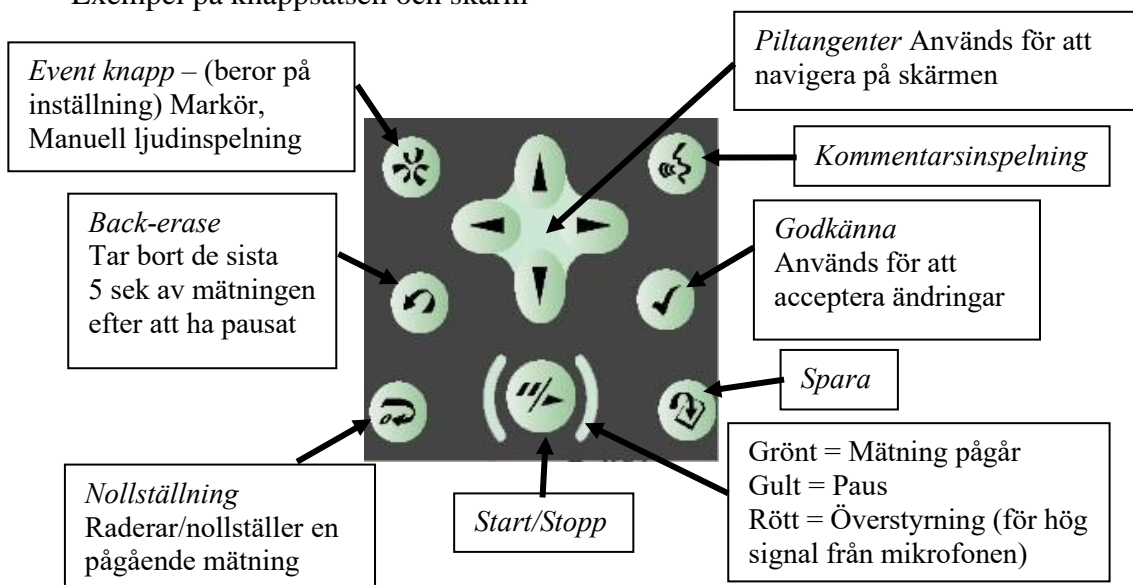 Exempel på knappsatsen och skärm
Event knapp – (beror på
inställning) Markör,
Manuell ljudinspelning
Piltangenter Används för att
navigera på skärmen
Kommentarsinspelning
Back-erase
Tar bort de sista
5 sek av mätningen
efter att ha pausat
Godkänna
Används för att
acceptera ändringar
Spara
Nollställning
Raderar/nollställer en
pågående mätning
Start/Stopp
Grönt = Mätning pågår
Gult = Paus
Rött = Överstyrning (för hög
signal från mikrofonen)